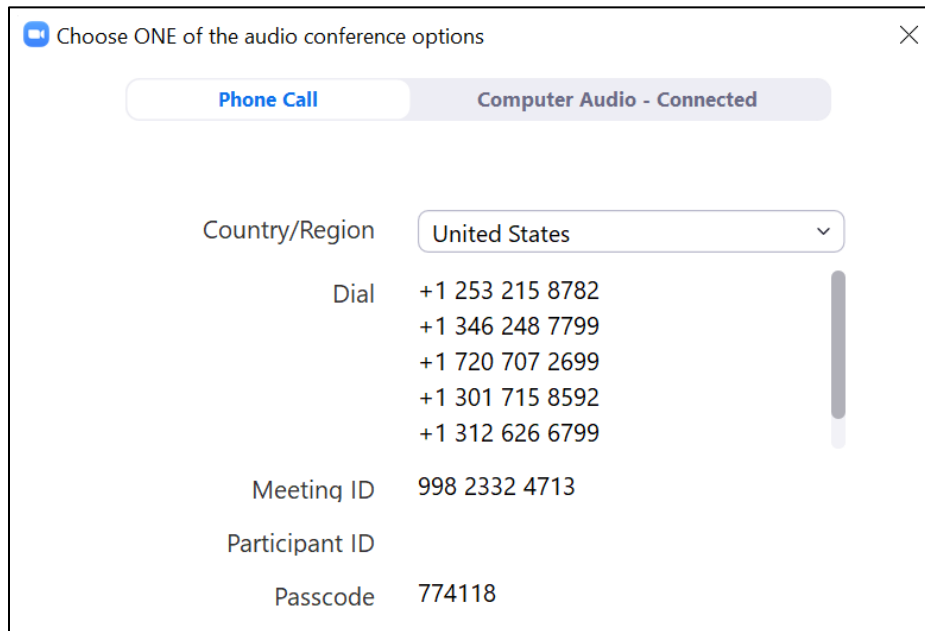 Choose ONE of the audio conference options
Phone Call Computer Audio - Connected
Country/Region United States
Dial +1 253 215 8782
+1 346 248 7799
+1 720 707 2699
+1 301 715 8592
+1 312 626 6799
Meeting ID 998 2332 4713
Participant ID
Passcode 774118